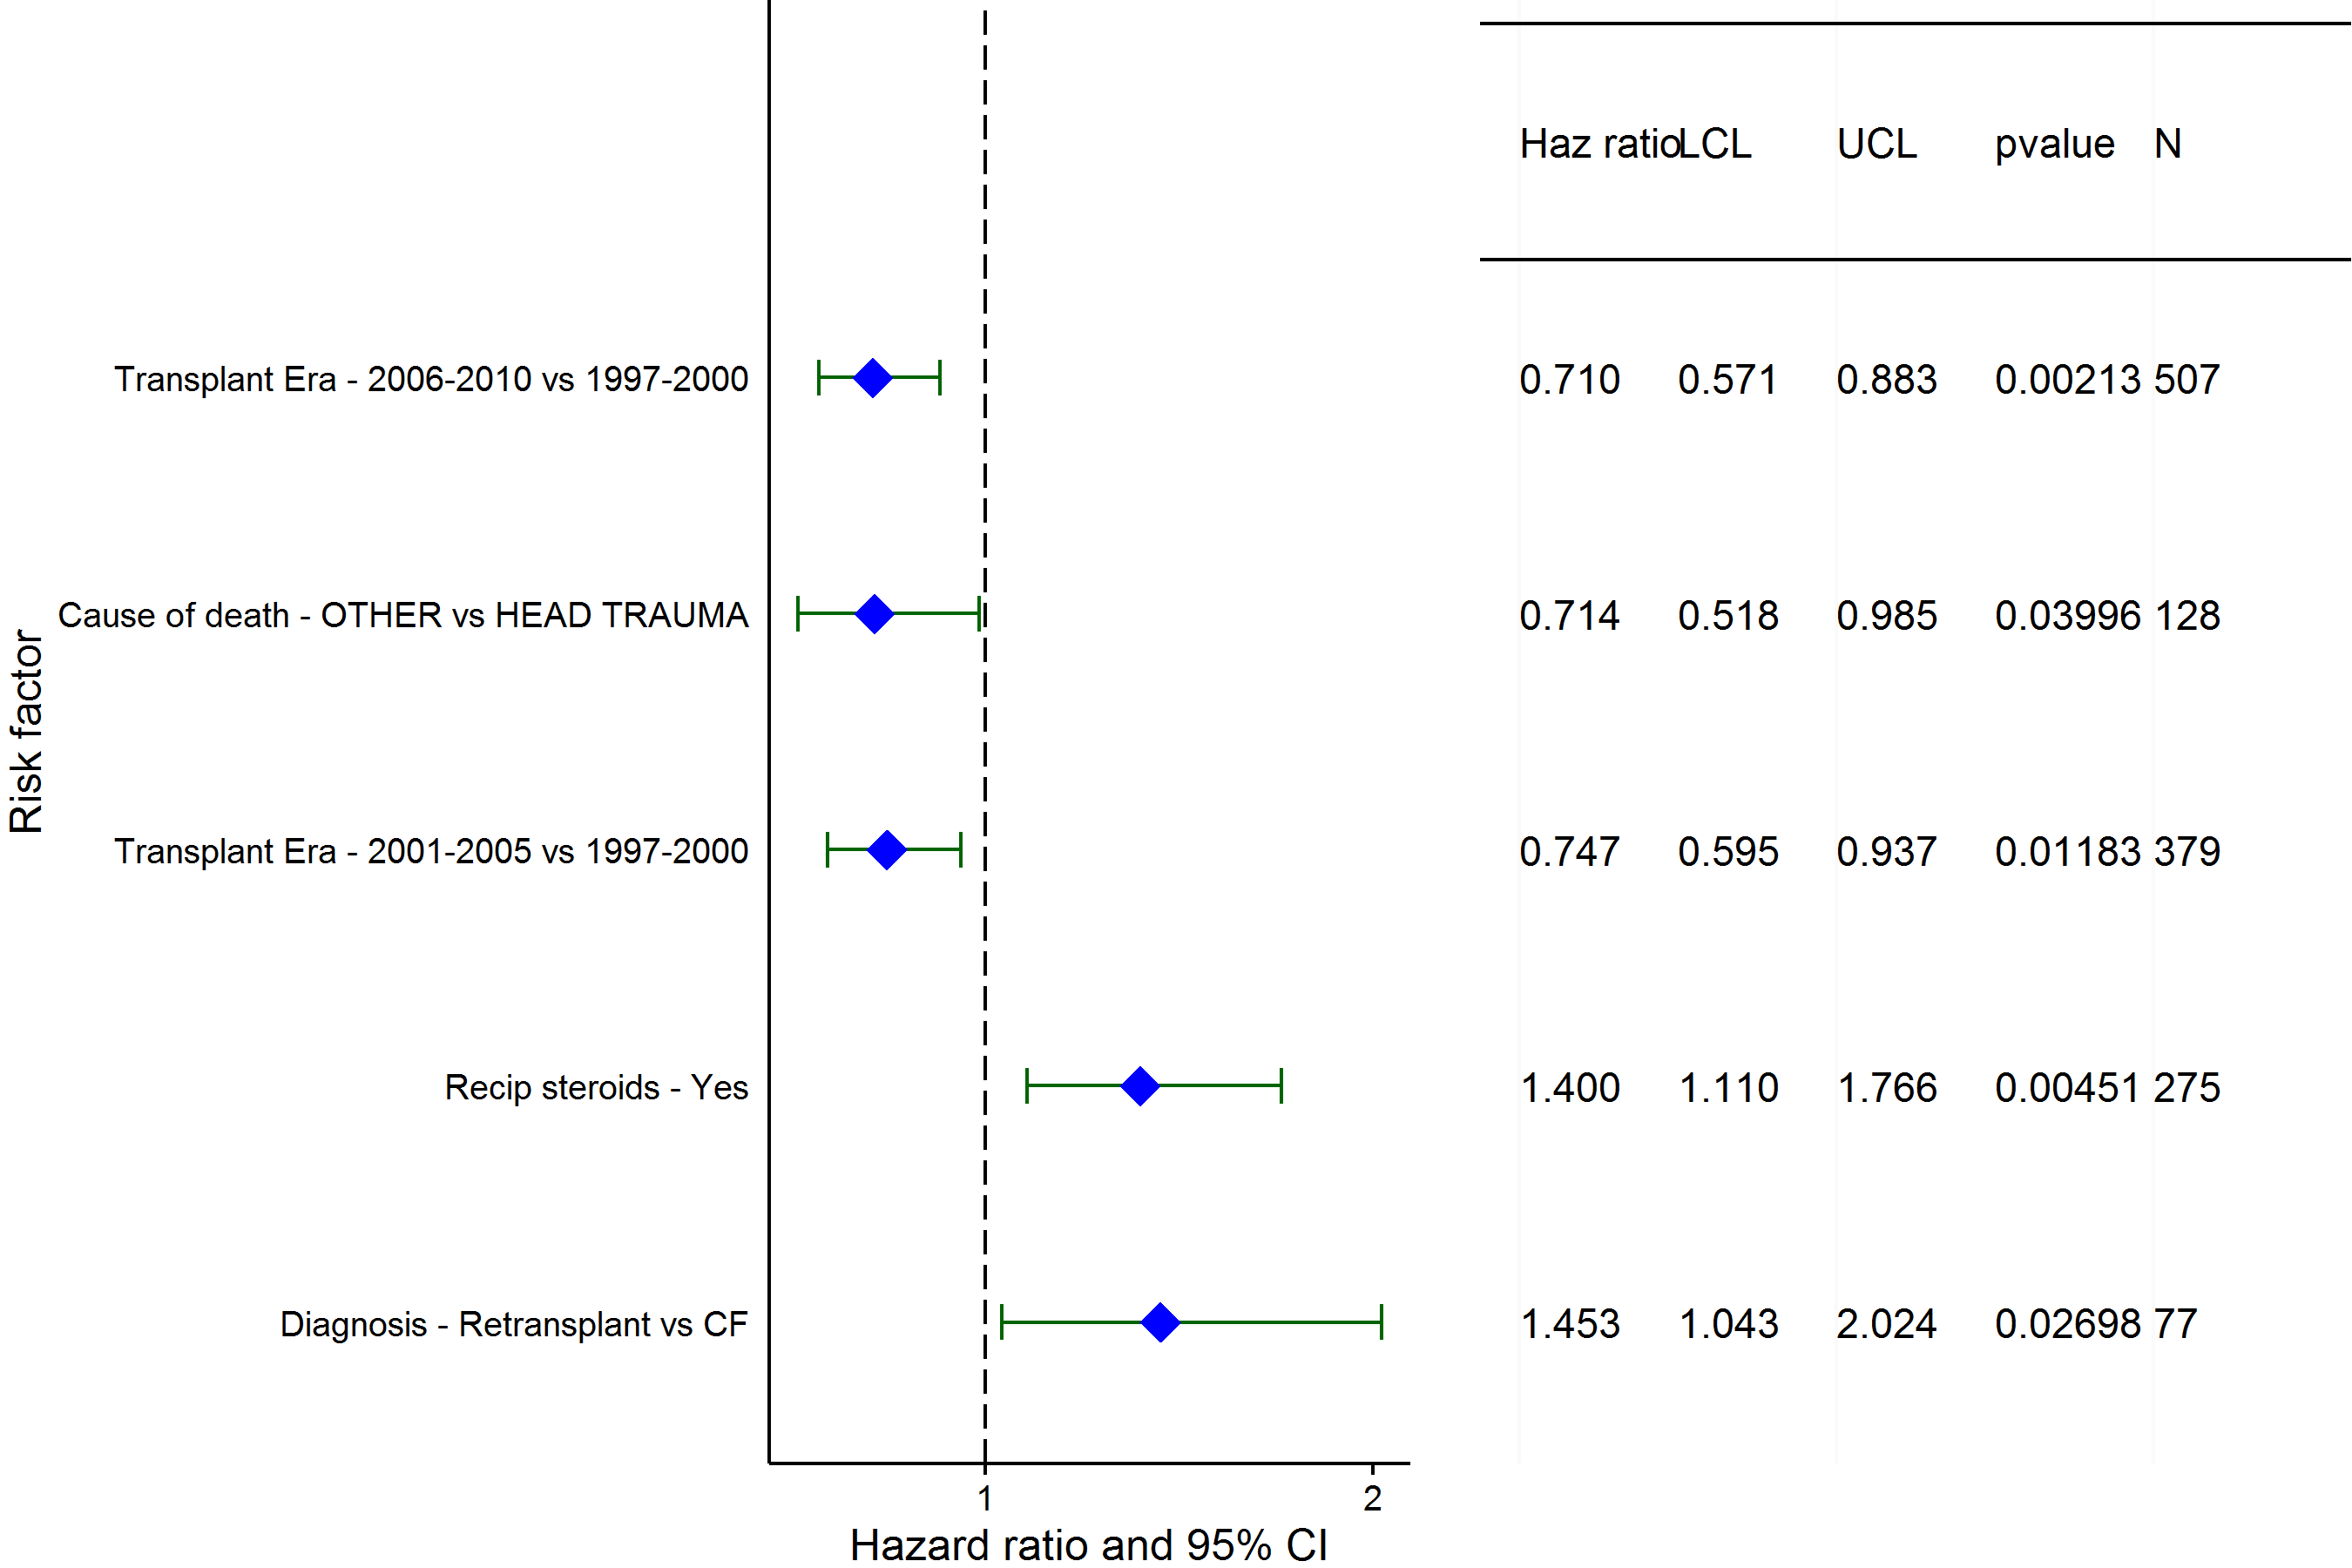 Haz ratio LCL UCL pvalue N
Transplant Era - 2006-2010 vs 1997-2000 0.710 0.571 0.883 0.00213 507
Cause of death - OTHER vs HEAD TRAUMA 0.714 0.518 0.985 0.03996 128
Risk factor
Transplant Era - 2001-2005 vs 1997-2000 0.747 0.595 0.937 0.01183 379
Recip steroids - Yes 1.400 1.110 1.766 0.00451 275
Diagnosis - Retransplant vs CF 1.453 1.043 2.024 0.02698 77
1 2
Hazard ratio and 95% CI